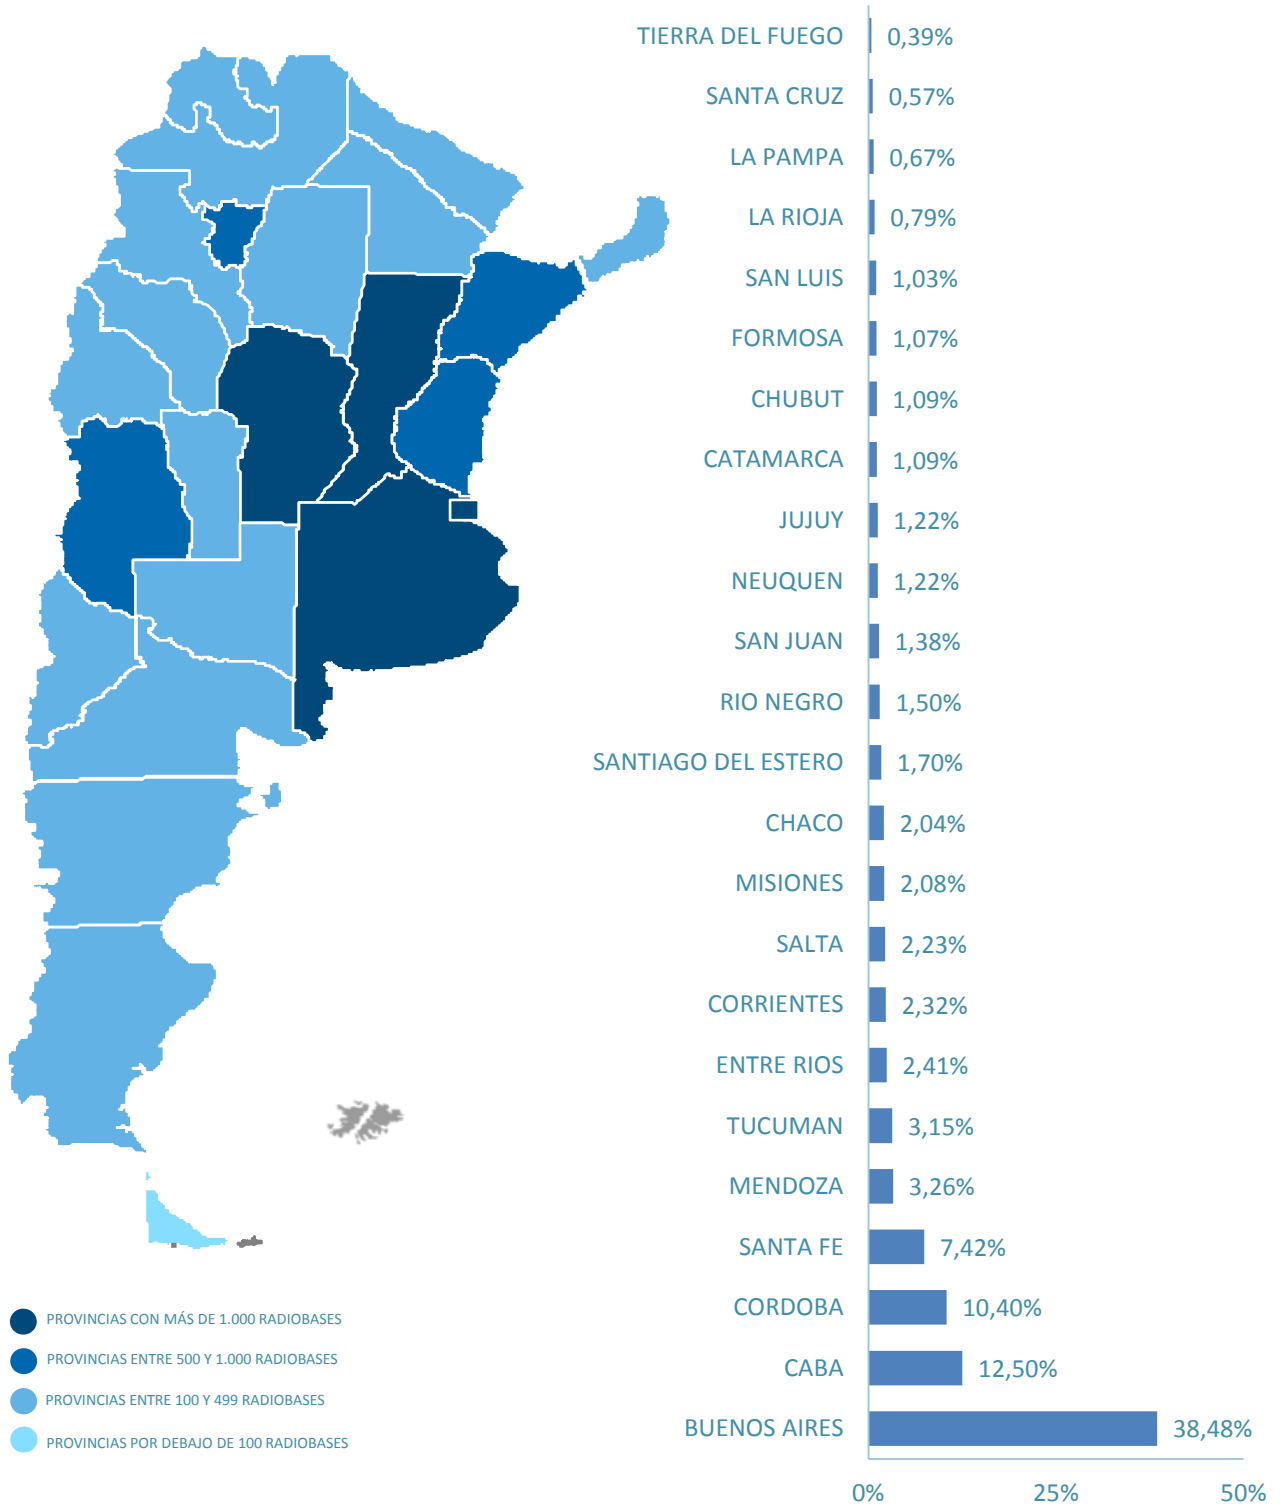 TIERRA DEL FUEGO 0,39%
SANTA CRUZ 0,57%
LA PAMPA 0,67%
LA RIOJA 0,79%
SAN LUIS 1,03%
FORMOSA 1,07%
CHUBUT 1,09%
CATAMARCA 1,09%
JUJUY 1,22%
NEUQUEN 1,22%
SAN JUAN 1,38%
RIO NEGRO 1,50%
SANTIAGO DEL ESTERO 1,70%
CHACO 2,04%
MISIONES 2,08%
SALTA 2,23%
CORRIENTES 2,32%
ENTRE RIOS 2,41%
TUCUMAN 3,15%
MENDOZA 3,26%
SANTA FE 7,42%
CORDOBA 10,40%
CABA 12,50%
BUENOS AIRES 38,48%
0% 25% 50%
PROVINCIAS CON MÁS DE 1.000 RADIOBASES
PROVINCIAS ENTRE 500 Y 1.000 RADIOBASES
PROVINCIAS ENTRE 100 Y 499 RADIOBASES
PROVINCIAS POR DEBAJO DE 100 RADIOBASES